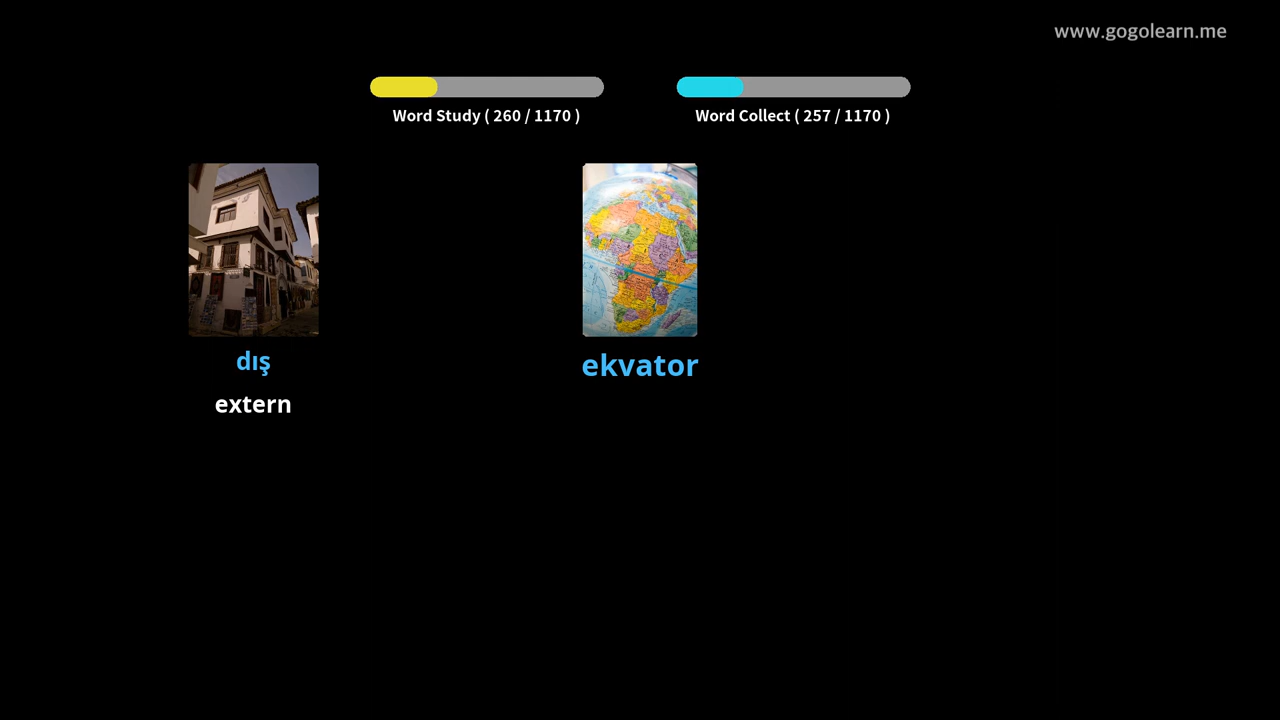 www.gogolearn.me
Word Study ( 260 / 1170 )
Word Collect ( 257 / 1170 )
dış
extern
ekvator